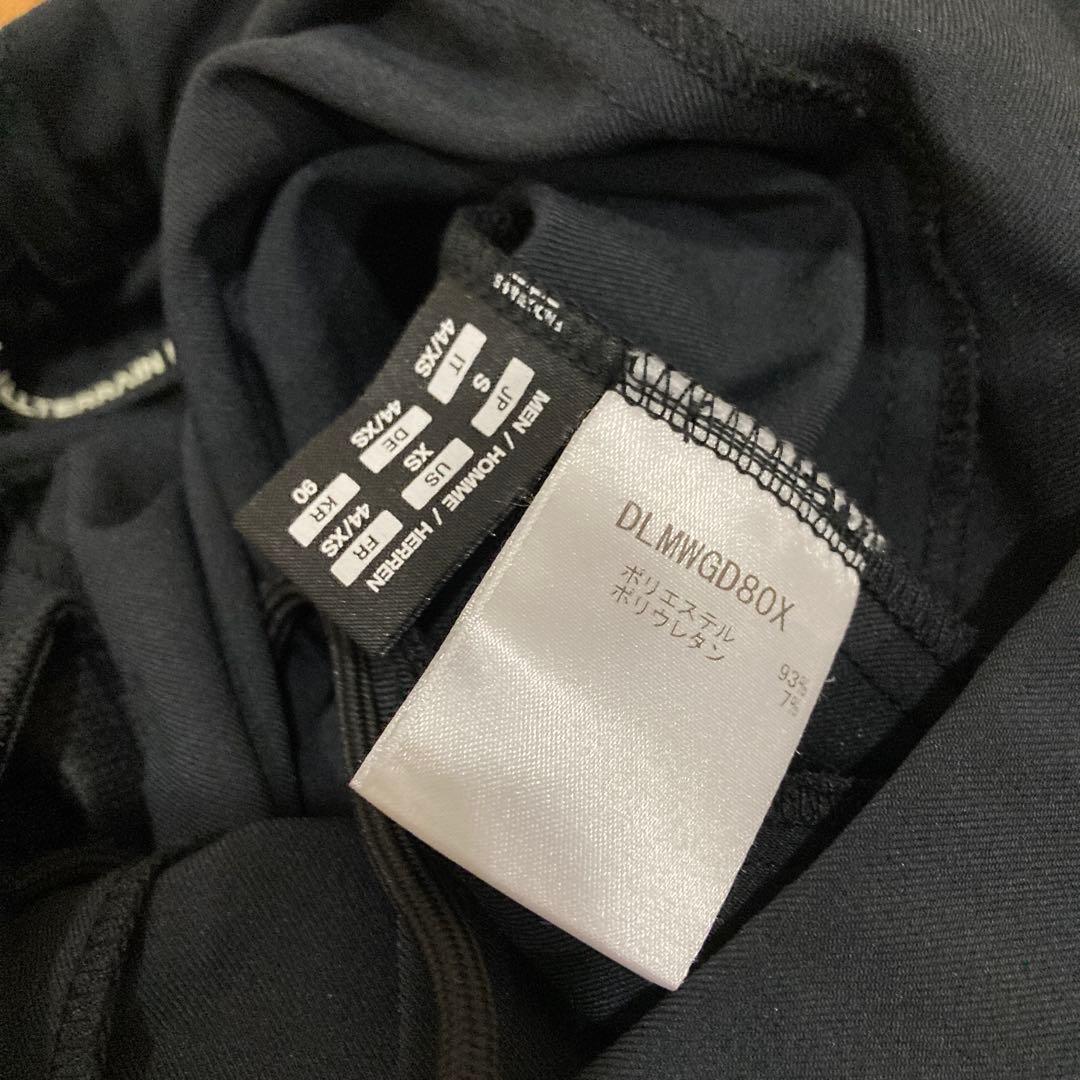 LLTERRAIN
MEN / HOMME / HERREN
JP US FR
S XS 44/XS
IT DE KR
44/XS 44/XS 90
DLMWGD80X
ポリエステル 93%
ポリウレタン 7%